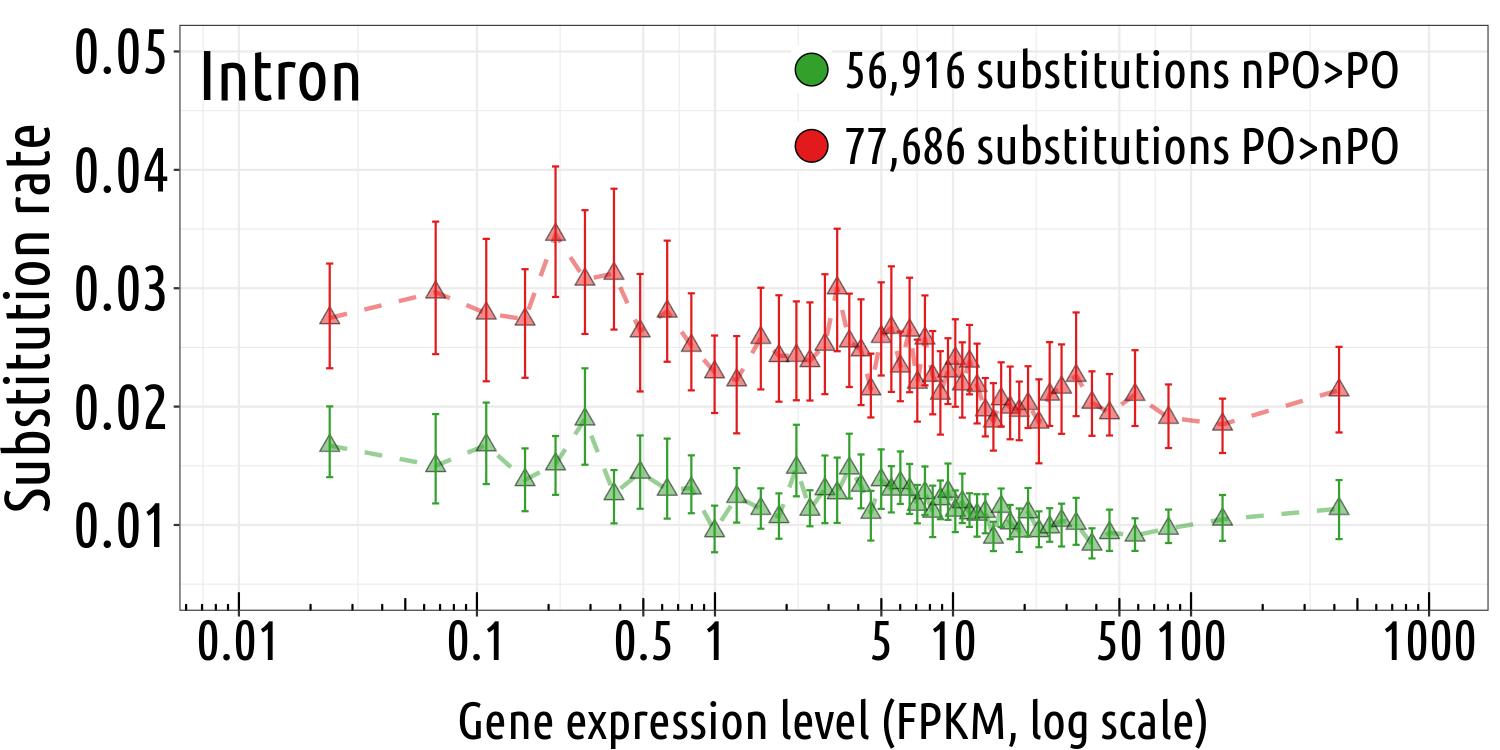 Intron
56,916 substitutions nPO>PO
77,686 substitutions PO>nPO
Substitution rate
0.05
0.04
0.03
0.02
0.01
0.01 0.1 0.5 1 5 10 50 100 1000
Gene expression level (FPKM, log scale)